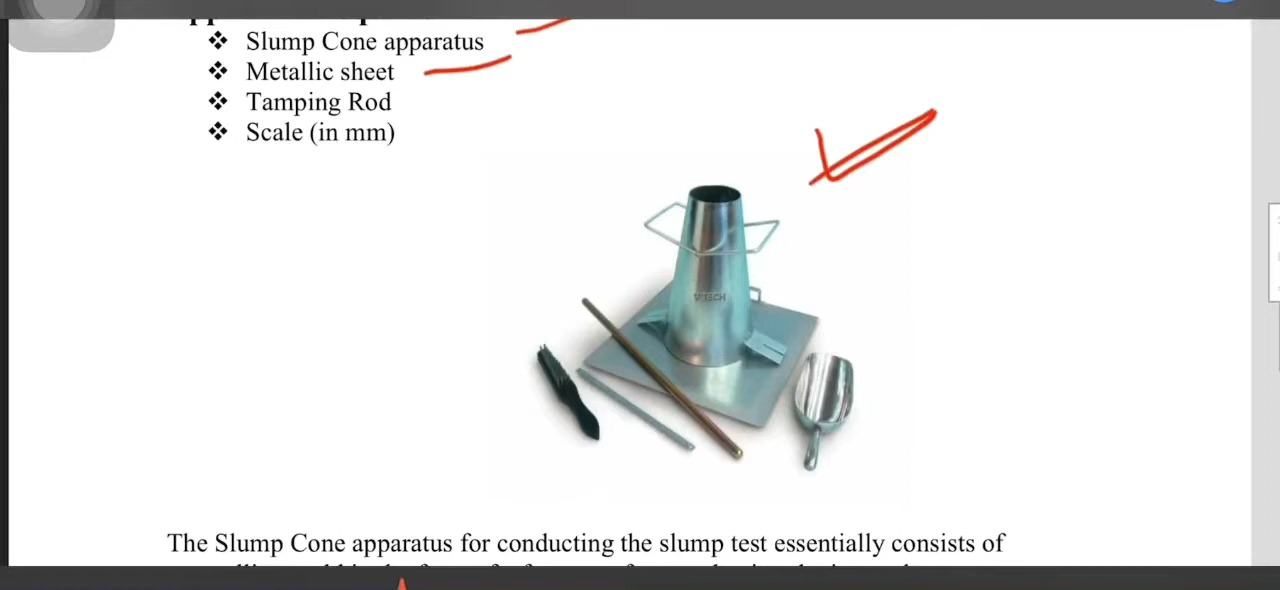 ❖ Slump Cone apparatus
❖ Metallic sheet
❖ Tamping Rod
❖ Scale (in mm)
V-TECH
The Slump Cone apparatus for conducting the slump test essentially consists of